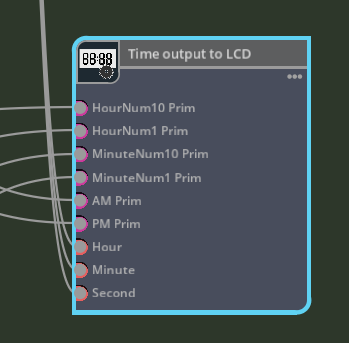 88:88
Time output to LCD
HourNum10 Prim
HourNum1 Prim
MinuteNum10 Prim
MinuteNum1 Prim
AM Prim
PM Prim
Hour
Minute
Second